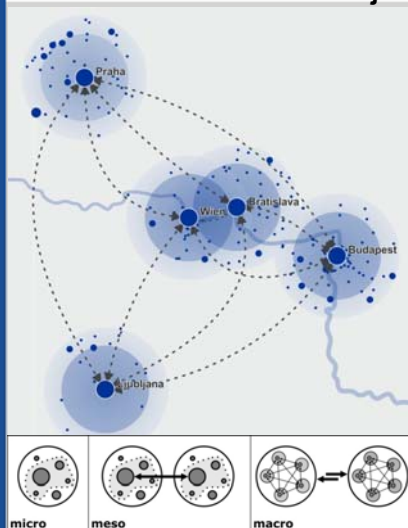 Praha
Wien
Bratislava
Budapest
Ljubljana
micro
meso
macro